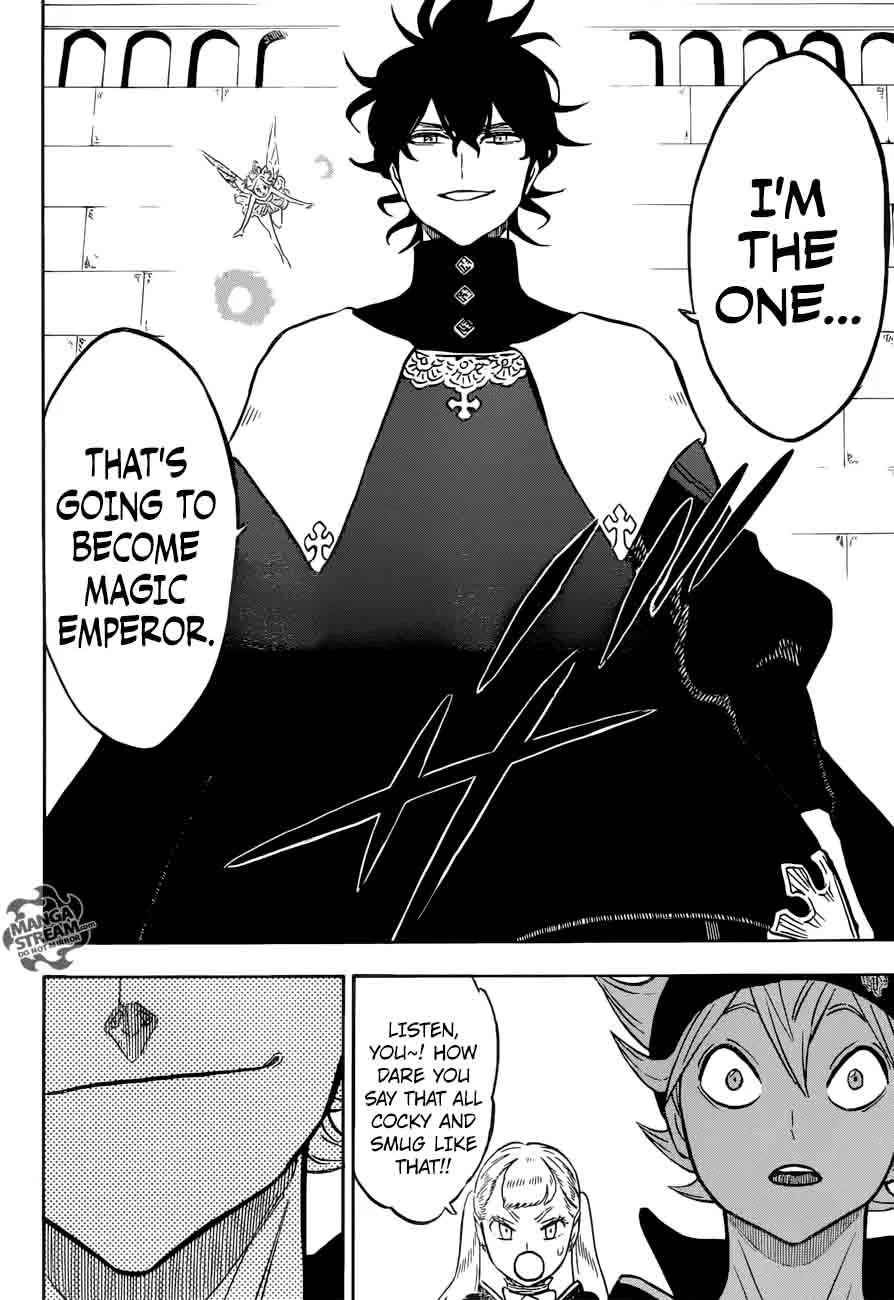 I'M
THE
ONE...
THAT'S
GOING TO
BECOME
MAGIC
EMPEROR.
MANGA
STREAM.com
DO NOT MIRROR
LISTEN,
YOU~! HOW
DARE YOU
SAY THAT ALL
COCKY AND
SMUG LIKE
THAT!!